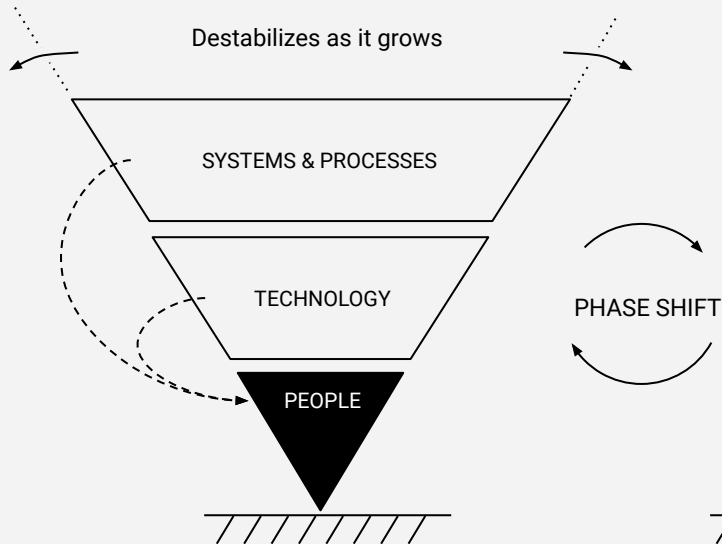 Destabilizes as it grows
SYSTEMS & PROCESSES
TECHNOLOGY
PHASE SHIFT
PEOPLE